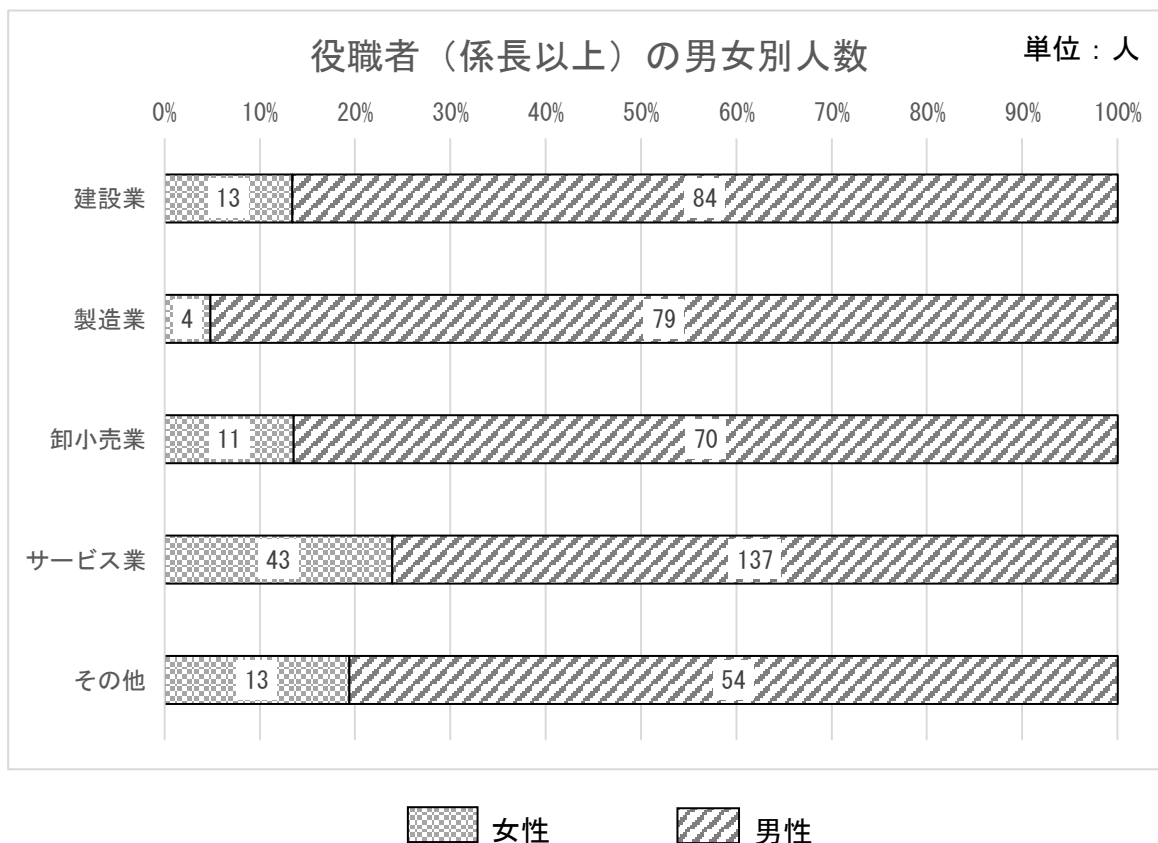 役職者（係長以上）の男女別人数
単位：人
0% 10% 20% 30% 40% 50% 60% 70% 80% 90% 100%
建設業 13 84
製造業 4 79
卸小売業 11 70
サービス業 43 137
その他 13 54
女性 男性